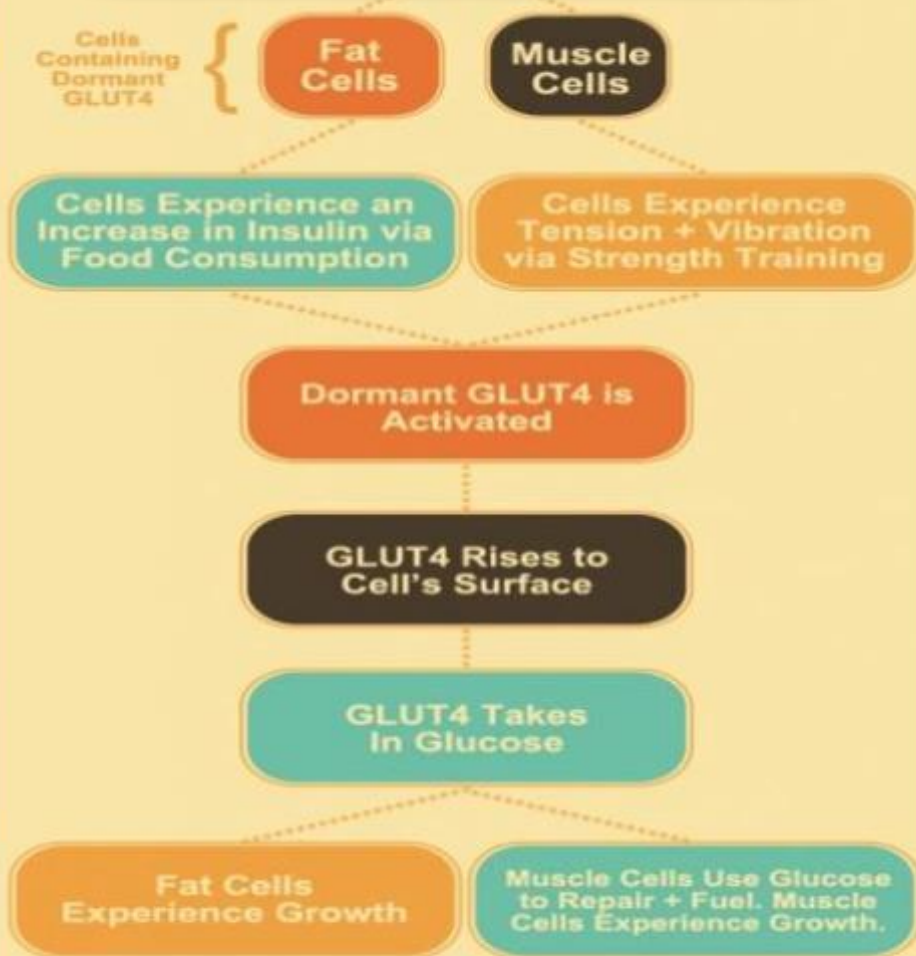 Cells
Containing
Dormant
GLUT4
Fat
Cells
Muscle
Cells
Cells Experience an
Increase in Insulin via
Food Consumption
Cells Experience
Tension + Vibration
via Strength Training
Dormant GLUT4 is
Activated
GLUT4 Rises to
Cell's Surface
GLUT4 Takes
In Glucose
Fat Cells
Experience Growth
Muscle Cells Use Glucose
to Repair + Fuel. Muscle
Cells Experience Growth.